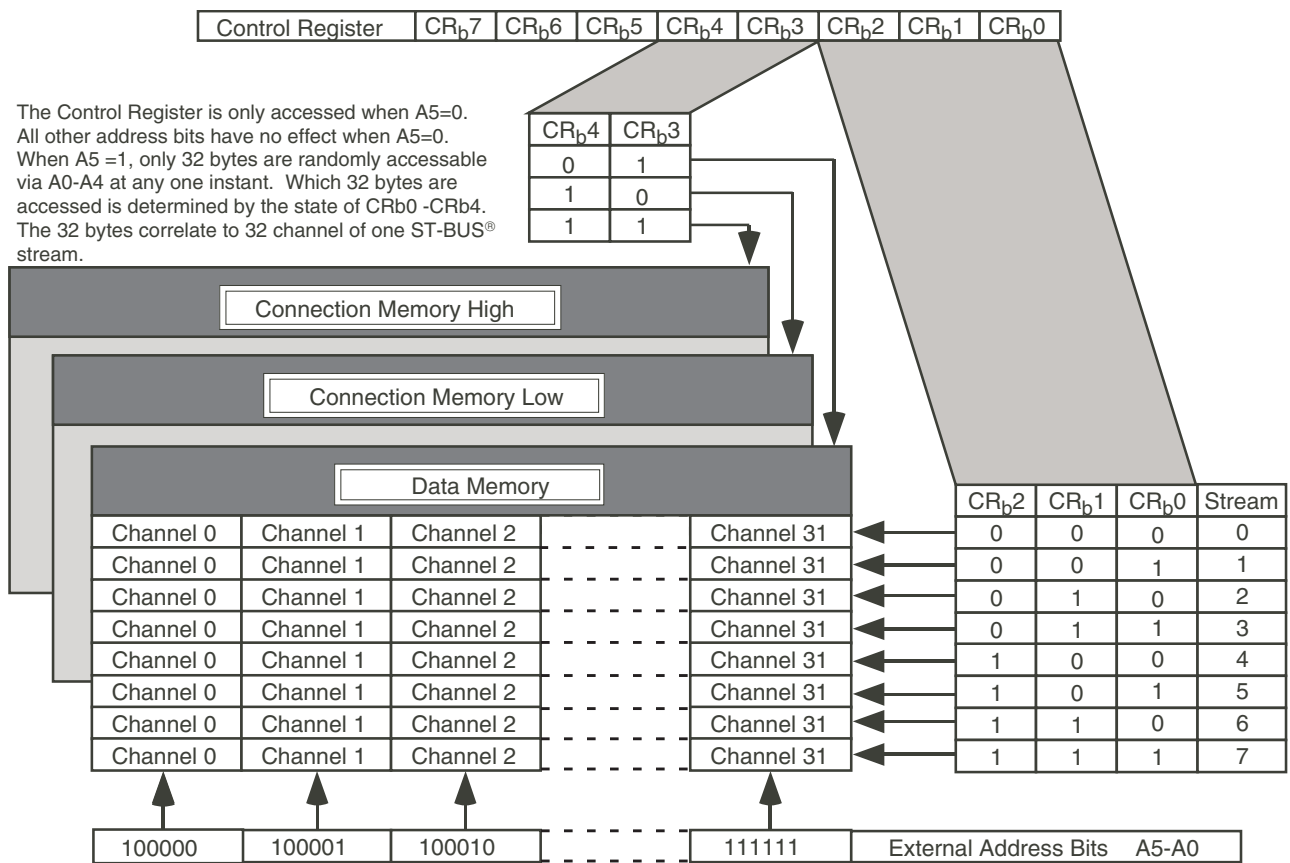 Control Register CRb7 CRb6 CRb5 CRb4 CRb3 CRb2 CRb1 CRb0
The Control Register is only accessed when A5=0.
All other address bits have no effect when A5=0.
When A5 =1, only 32 bytes are randomly accessable
via A0-A4 at any one instant. Which 32 bytes are
accessed is determined by the state of CRb0 -CRb4.
The 32 bytes correlate to 32 channel of one ST-BUS®
stream.
CRb4 CRb3
0 1
1 0
1 1
Connection Memory High
Connection Memory Low
Data Memory
CRb2 CRb1 CRb0 Stream
Channel 0 Channel 1 Channel 2 Channel 31 0 0 0 0
Channel 0 Channel 1 Channel 2 Channel 31 0 0 1 1
Channel 0 Channel 1 Channel 2 Channel 31 0 1 0 2
Channel 0 Channel 1 Channel 2 Channel 31 0 1 1 3
Channel 0 Channel 1 Channel 2 Channel 31 1 0 0 4
Channel 0 Channel 1 Channel 2 Channel 31 1 0 1 5
Channel 0 Channel 1 Channel 2 Channel 31 1 1 0 6
Channel 0 Channel 1 Channel 2 Channel 31 1 1 1 7
100000 100001 100010 111111 External Address Bits A5-A0